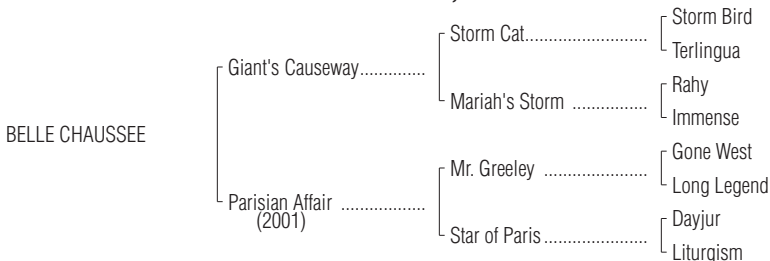 Storm Bird
Storm Cat..........................
Terlingua
Giant's Causeway..............
Rahy
Mariah's Storm ................
Immense
BELLE CHAUSSEE
Gone West
Mr. Greeley ......................
Long Legend
Parisian Affair ..................
(2001)
Dayjur
Star of Paris......................
Liturgism